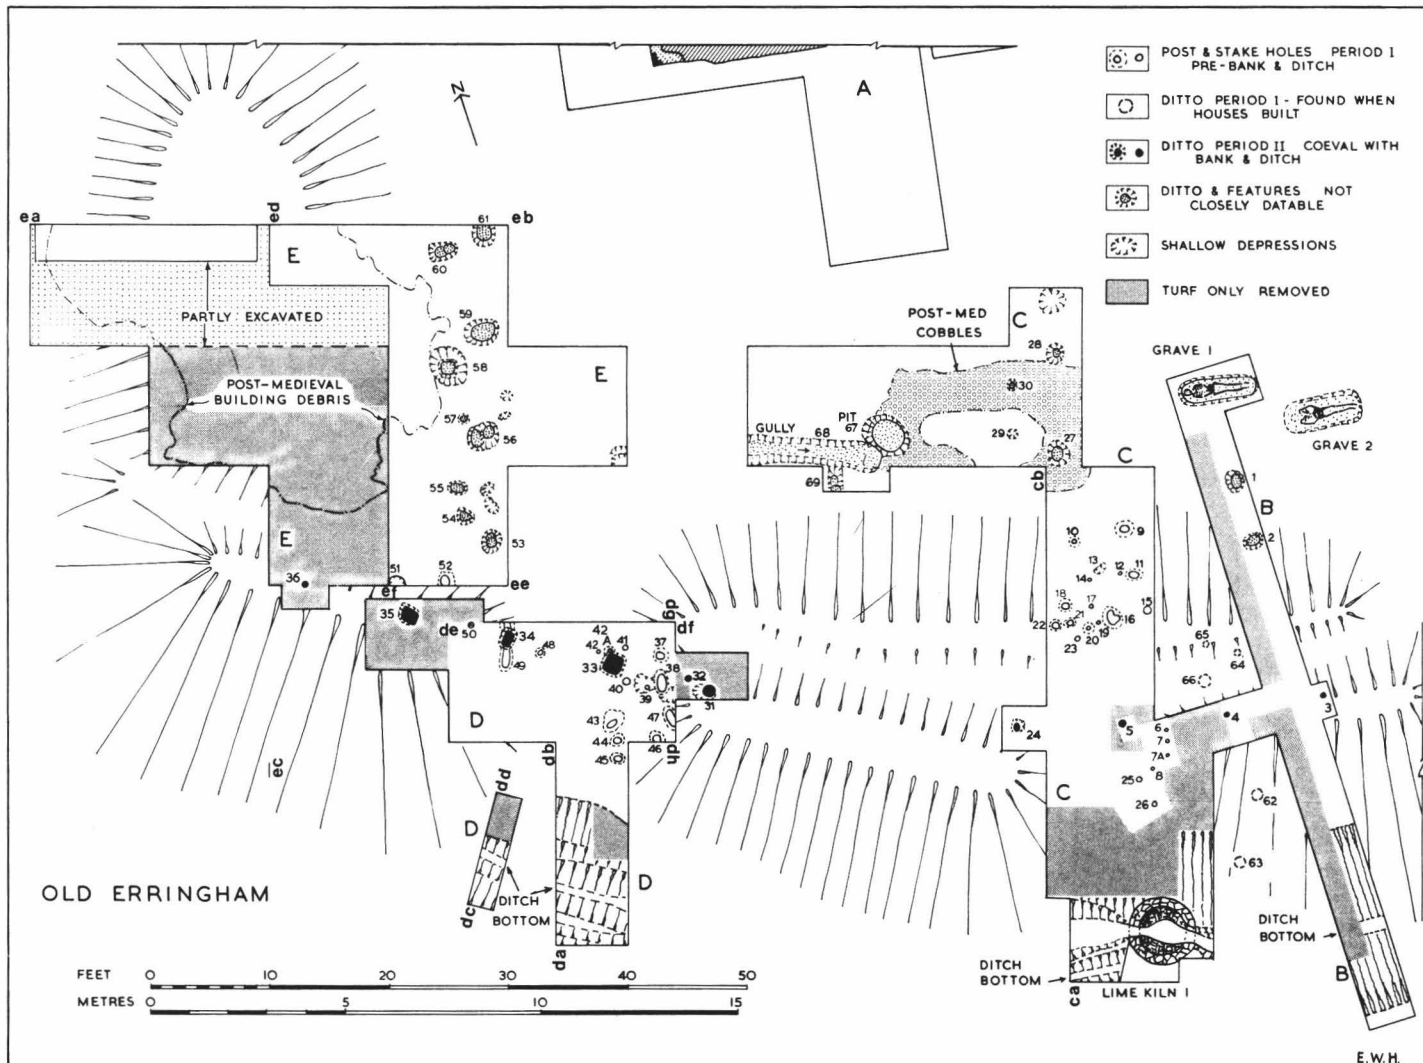 A
N
POST & STAKE HOLES PERIOD I
PRE-BANK & DITCH
DITTO PERIOD I - FOUND WHEN
HOUSES BUILT
DITTO PERIOD II COEVAL WITH
BANK & DITCH
DITTO & FEATURES NOT
CLOSELY DATABLE
SHALLOW DEPRESSIONS
TURF ONLY REMOVED
ea
ed
61
eb
E
60
PARTLY EXCAVATED
59
58
E
POST-MEDIEVAL
BUILDING DEBRIS
57
56
55
54
53
E
36
51
52
ef
ee
POST-MED
COBBLES
C
28
30
PIT
67
GULLY
68
29
27
69
cb
C
GRAVE 1
GRAVE 2
1
B
2
10
9
13
12
11
14
18
17
15
21
16
22
20
19
23
65
64
66
35
de
50
34
49
48
42
A
42
41
33
37
dg
df
38
32
31
40
39
D
43
47
44
46
45
db
dh
24
5
4
3
6
7
7A
8
25
26
C
62
63
ec
dd
D
dc
DITCH
BOTTOM
D
da
OLD ERRINGHAM
DITCH
BOTTOM
ca
LIME KILN I
DITCH
BOTTOM
B
FEET 0 10 20 30 40 50
METRES 0 5 10 15
E.W.H.